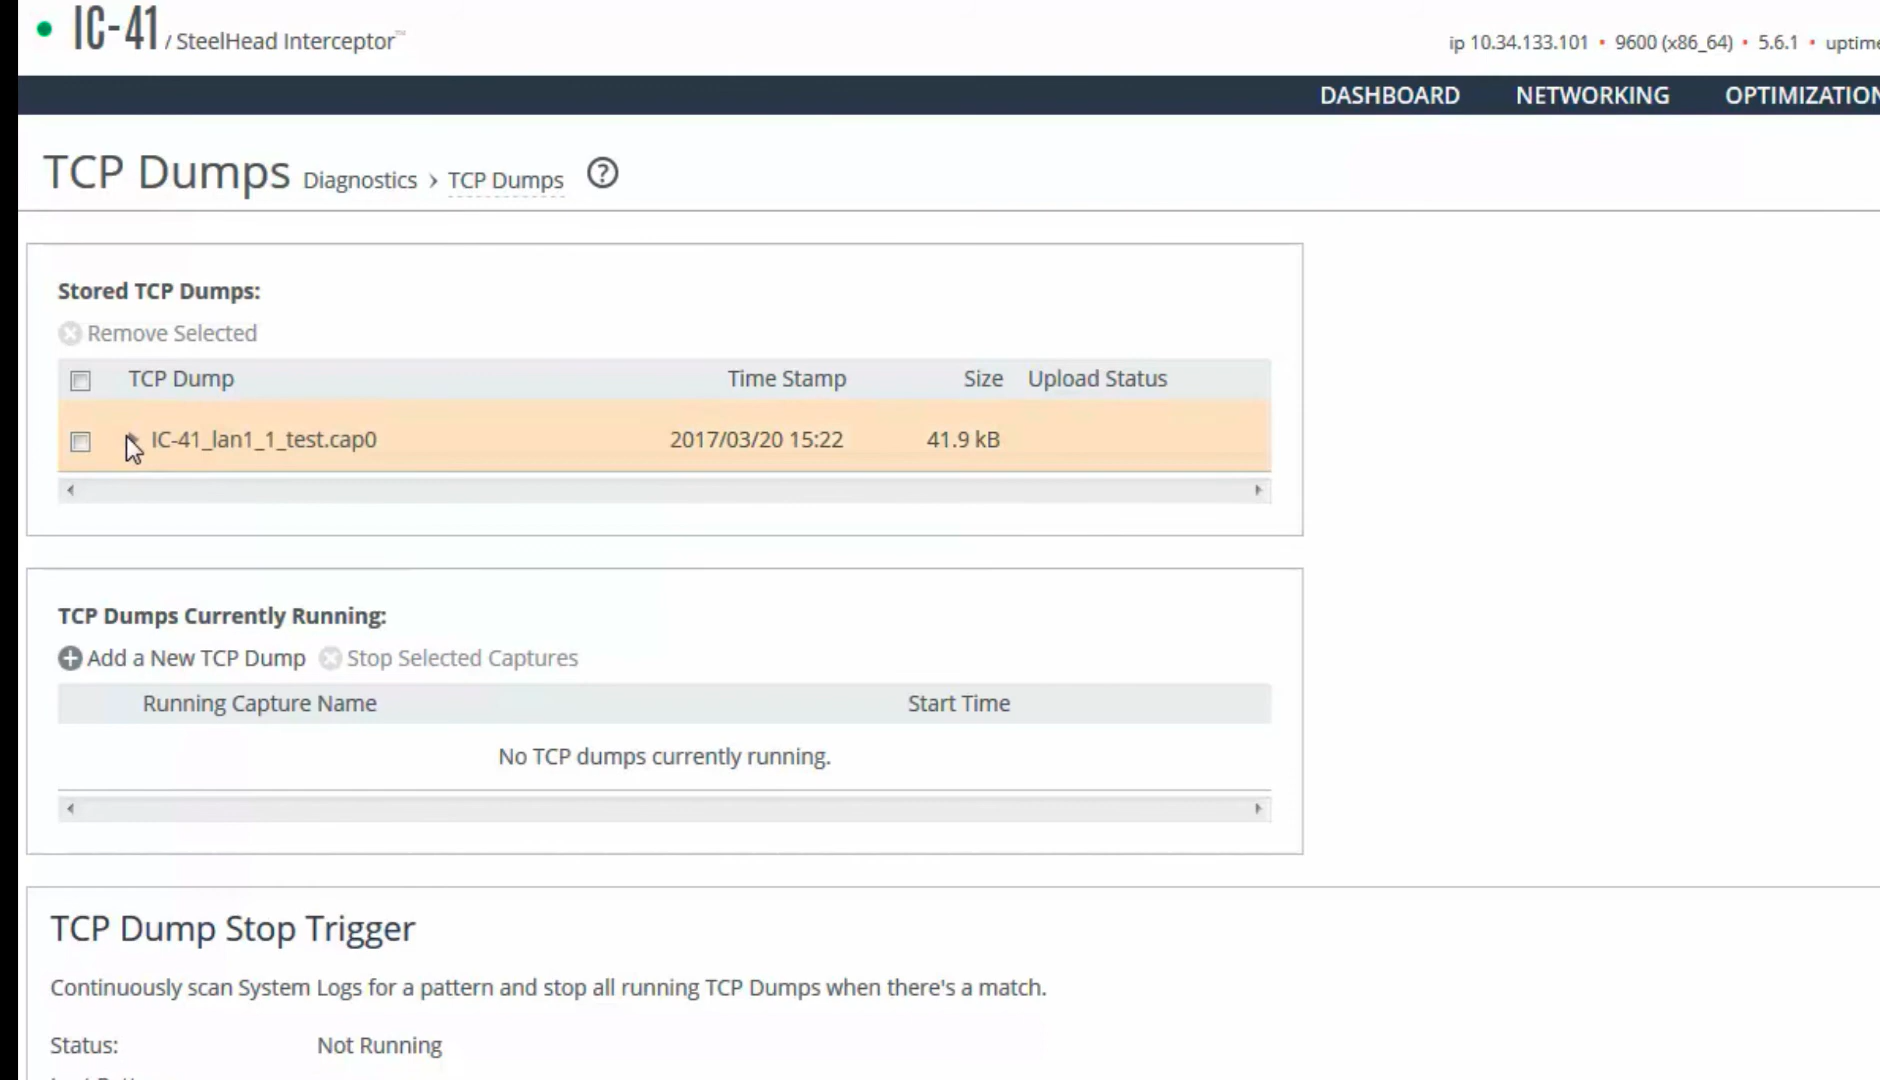 IC-41 / SteelHead Interceptor™
ip 10.34.133.101 • 9600 (x86_64) • 5.6.1 • uptime
DASHBOARD NETWORKING OPTIMIZATION
TCP Dumps Diagnostics › TCP Dumps ?
Stored TCP Dumps:
Remove Selected
TCP Dump Time Stamp Size Upload Status
IC-41_lan1_1_test.cap0 2017/03/20 15:22 41.9 kB
TCP Dumps Currently Running:
Add a New TCP Dump Stop Selected Captures
Running Capture Name Start Time
No TCP dumps currently running.
TCP Dump Stop Trigger
Continuously scan System Logs for a pattern and stop all running TCP Dumps when there's a match.
Status: Not Running